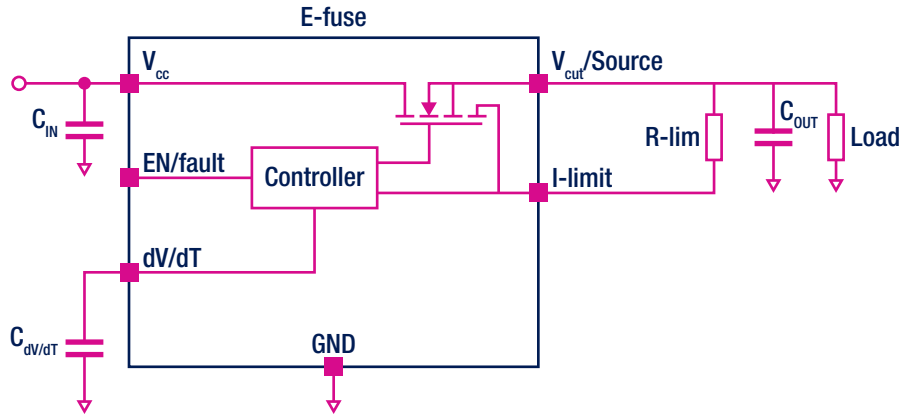 E-fuse
Vcc
Vcut/Source
CIN
COUT
R-lim
Load
EN/fault
Controller
I-limit
dV/dT
CdV/dT
GND